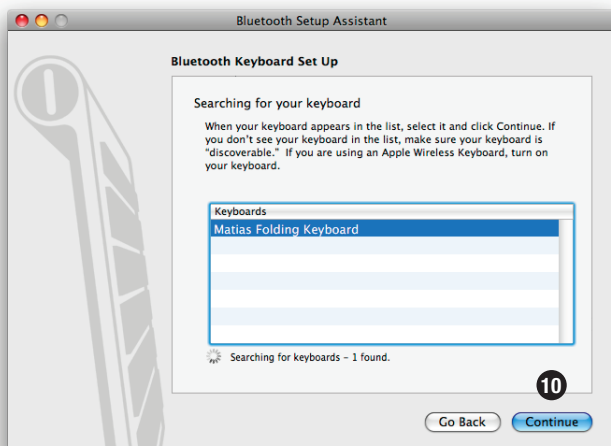 Bluetooth Setup Assistant
Bluetooth Keyboard Set Up
Searching for your keyboard
When your keyboard appears in the list, select it and click Continue. If
you don't see your keyboard in the list, make sure your keyboard is
"discoverable."  If you are using an Apple Wireless Keyboard, turn on
your keyboard.
Keyboards
Matias Folding Keyboard
Searching for keyboards – 1 found.
10
Go Back
Continue